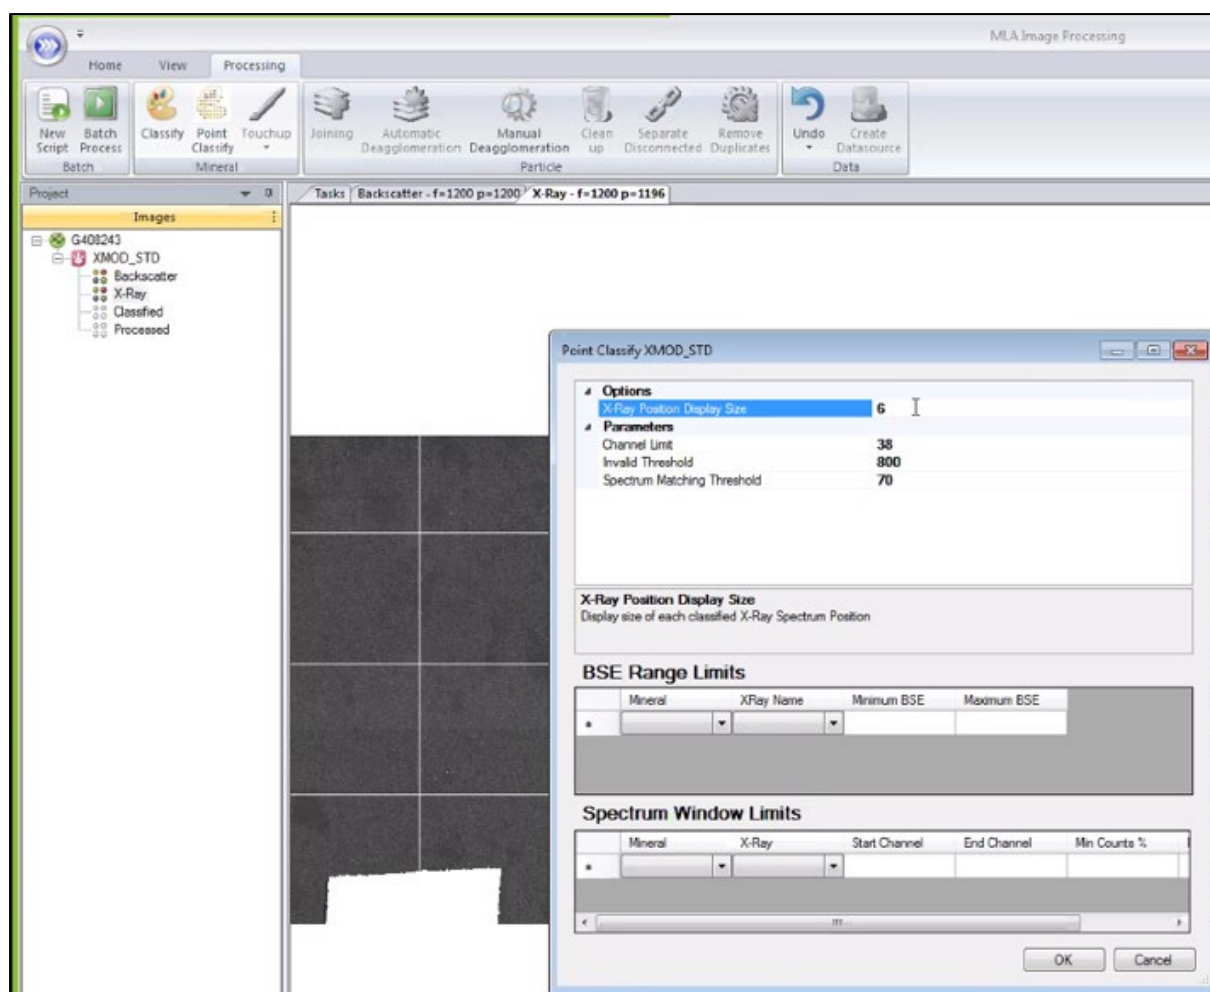 MLA Image Processing
Home View Processing
New Script Batch Process Classify Point Classify Touchup Joining Automatic Deagglomeration Manual Deagglomeration Clean up Separate Disconnected Remove Duplicates Undo Create Datasource
Batch Mineral Particle Data
Project
Tasks Backscatter - f=1200 p=1200 X-Ray - f=1200 p=1196
Images
G408243
XMOD_STD
Backscatter
X-Ray
Classified
Processed
Point Classify XMOD_STD
Options
X-Ray Position Display Size 6
Parameters
Channel Limit 38
Invalid Threshold 800
Spectrum Matching Threshold 70
X-Ray Position Display Size
Display size of each classified X-Ray Spectrum Position
BSE Range Limits
Mineral XRay Name Minimum BSE Maximum BSE
Spectrum Window Limits
Mineral X-Ray Start Channel End Channel Min Counts %
OK Cancel